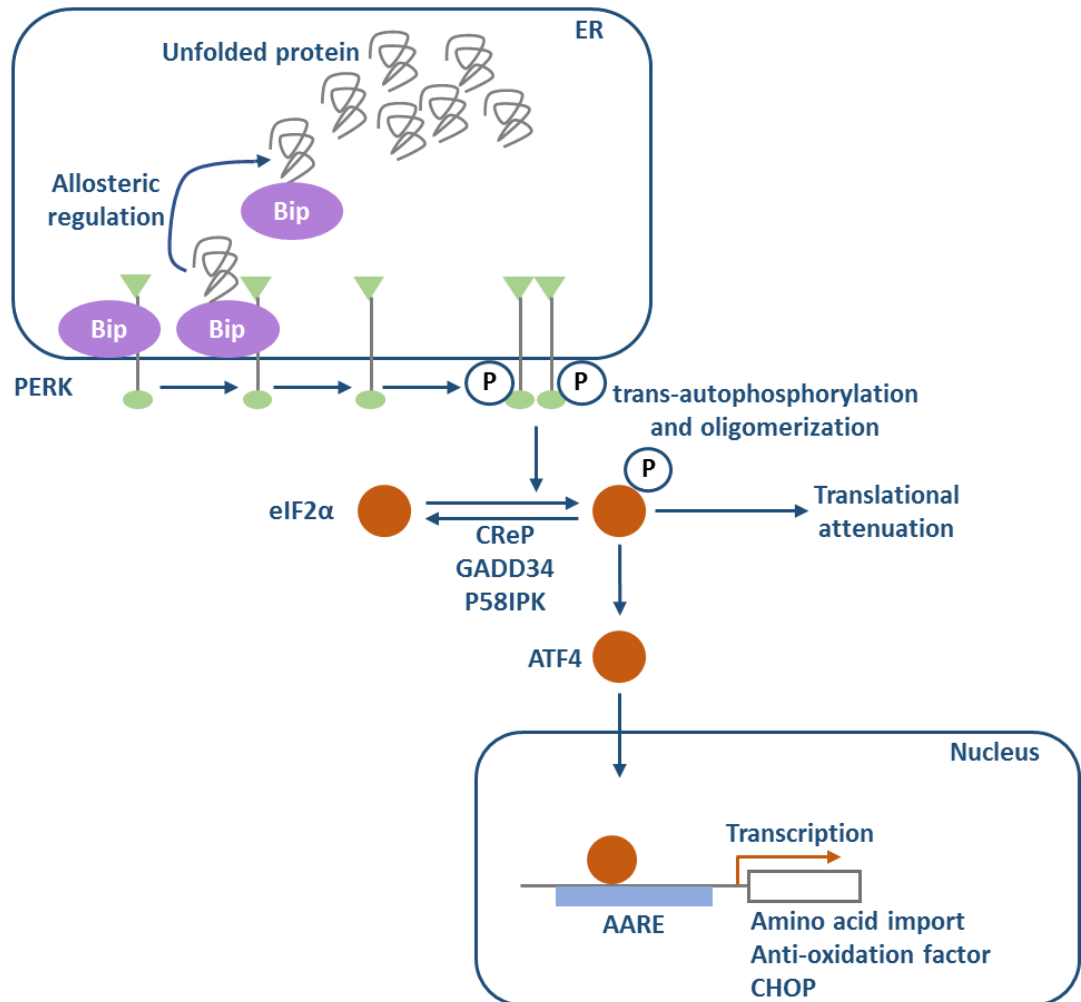 ER
Unfolded protein
Allosteric
regulation
Bip
Bip
Bip
PERK
P
P
trans-autophosphorylation
and oligomerization
P
eIF2α
Translational
attenuation
CReP
GADD34
P58IPK
ATF4
Nucleus
Transcription
AARE
Amino acid import
Anti-oxidation factor
CHOP